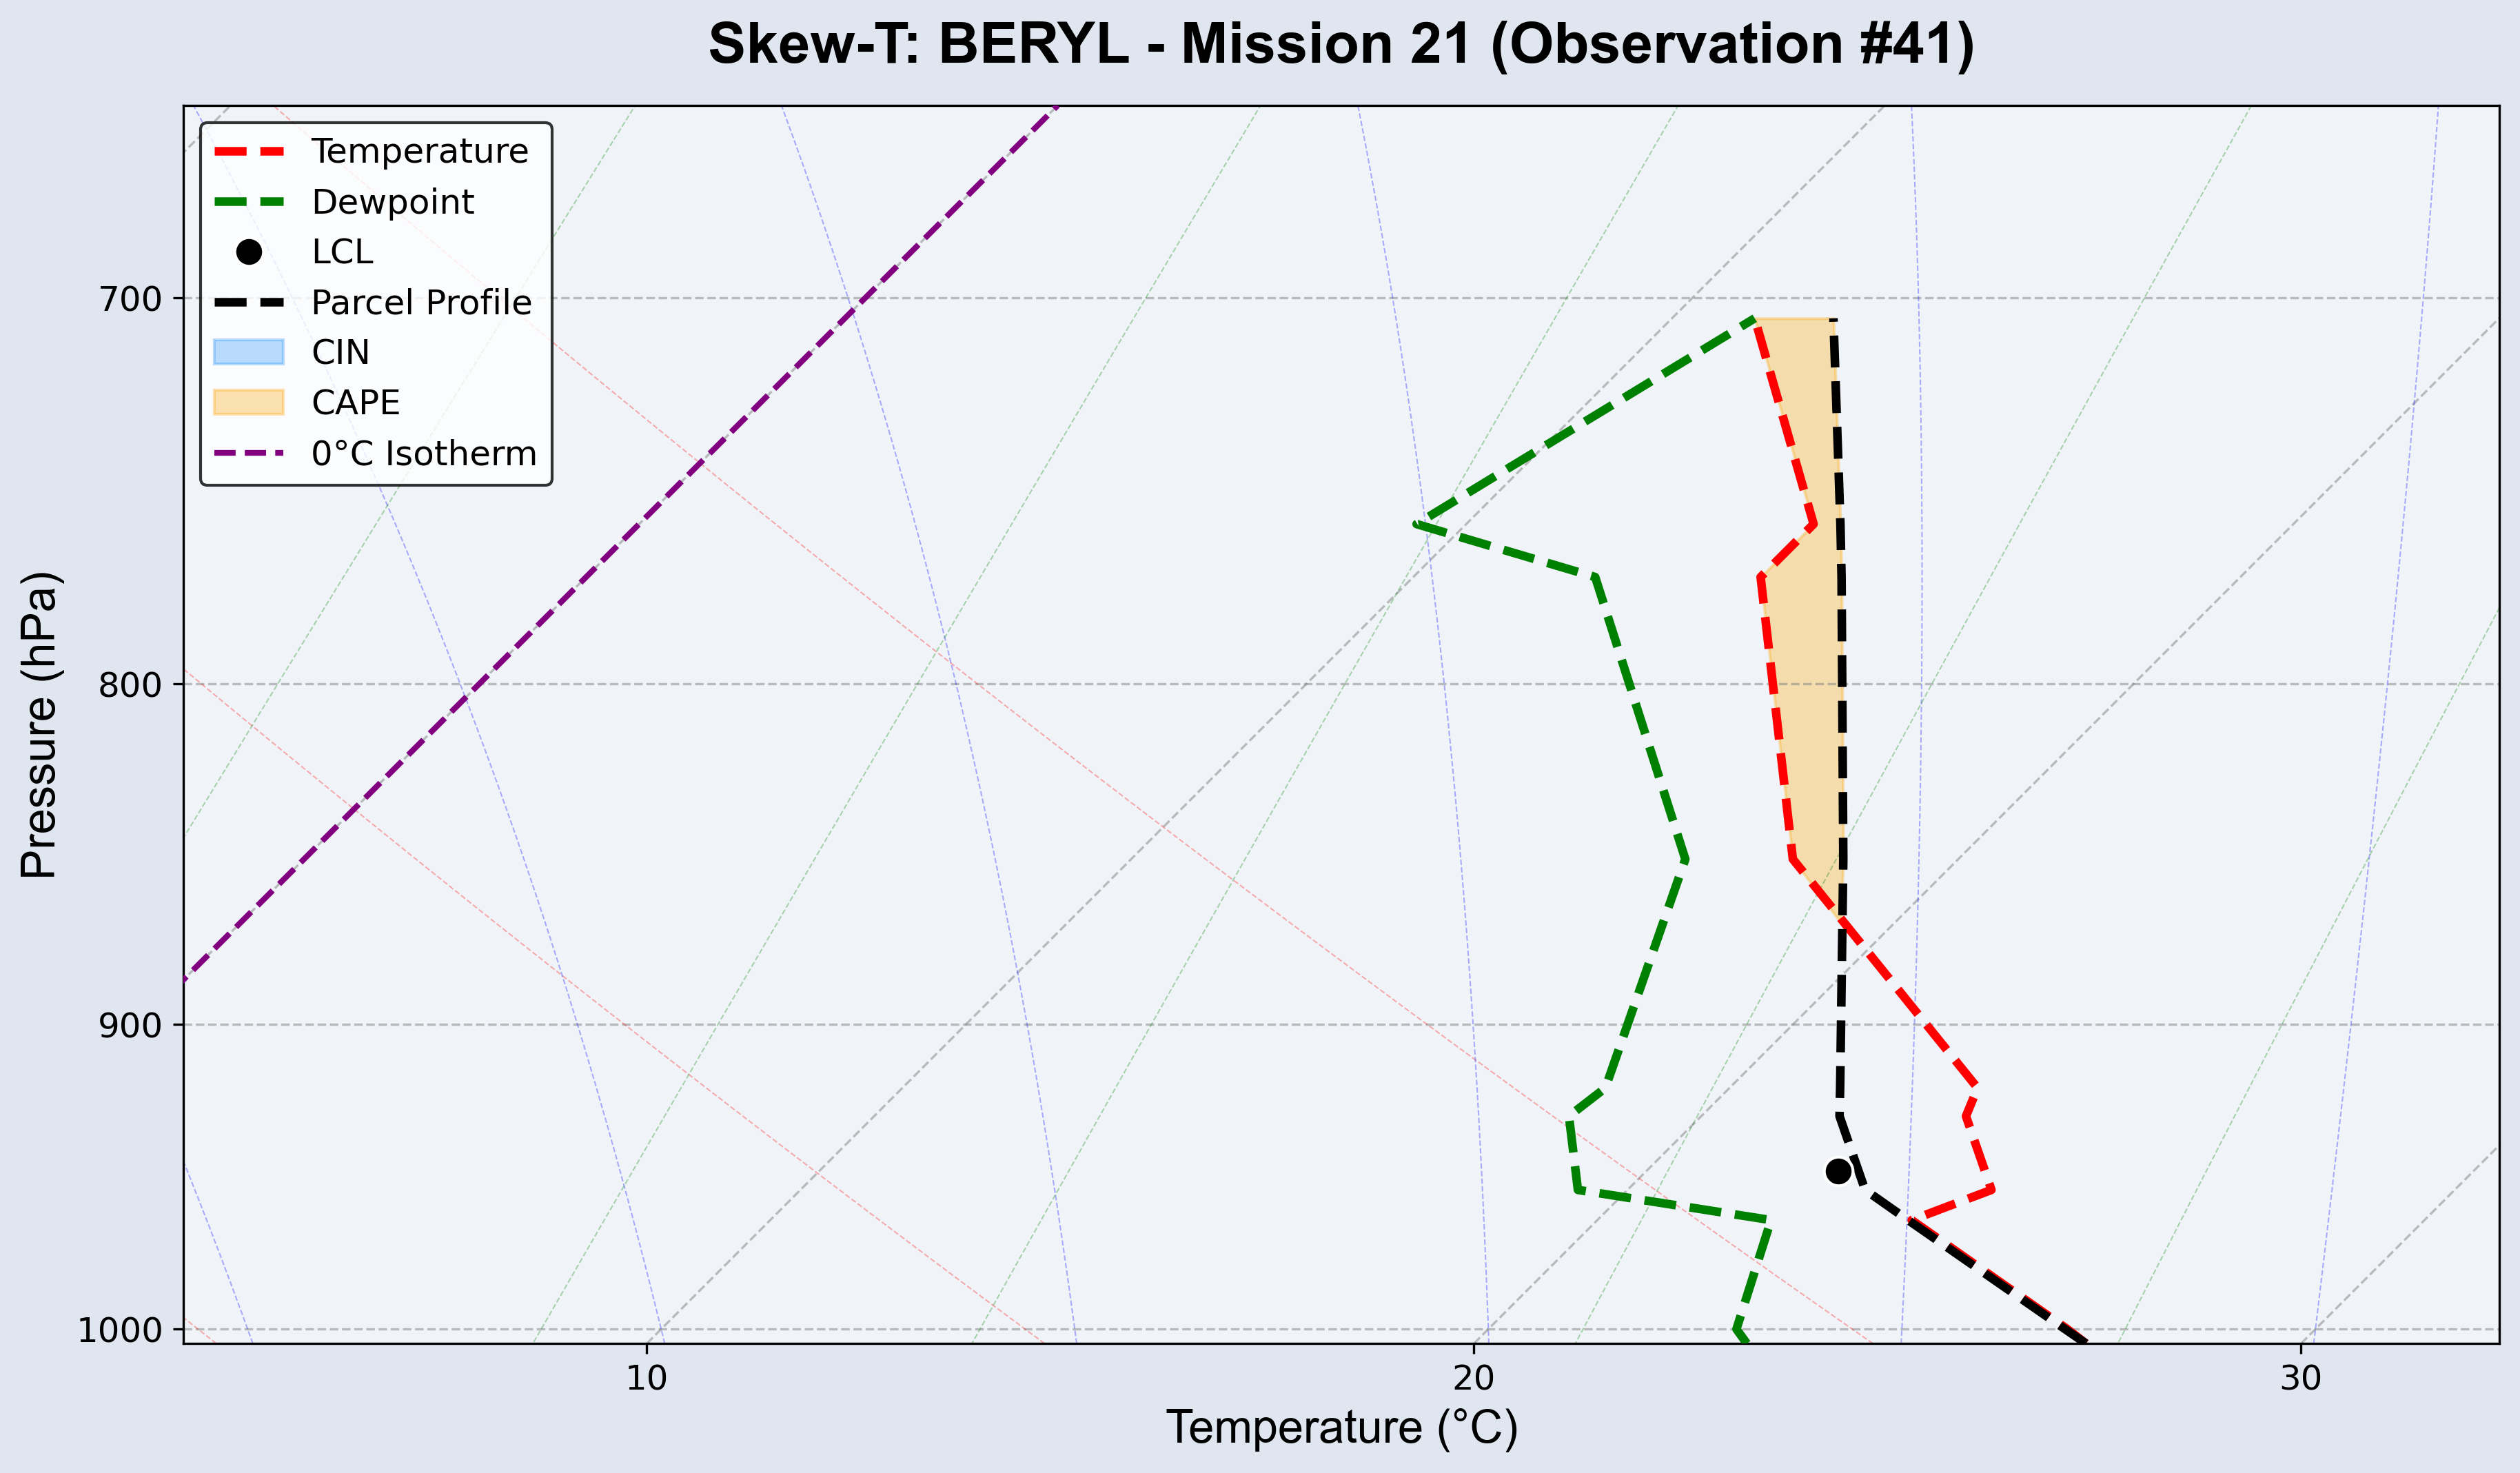 Skew-T: BERYL - Mission 21 (Observation #41)
Temperature
Dewpoint
LCL
Parcel Profile
CIN
CAPE
0°C Isotherm
Pressure (hPa)
700
800
900
1000
10
20
30
Temperature (°C)